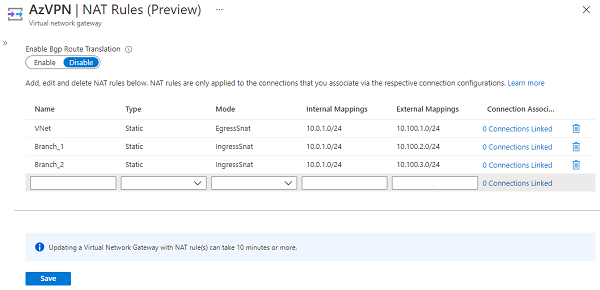 AzVPN | NAT Rules (Preview) ...
Virtual network gateway
Enable Bgp Route Translation
Enable Disable
Add, edit and delete NAT rules below. NAT rules are only applied to the connections that you associate via the respective connection configurations. Learn more
Name Type Mode Internal Mappings External Mappings Connection Associ...
VNet Static EgressSnat 10.0.1.0/24 10.100.1.0/24 0 Connections Linked
Branch_1 Static IngressSnat 10.0.1.0/24 10.100.2.0/24 0 Connections Linked
Branch_2 Static IngressSnat 10.0.1.0/24 10.100.3.0/24 0 Connections Linked
0 Connections Linked
Updating a Virtual Network Gateway with NAT rule(s) can take 10 minutes or more.
Save